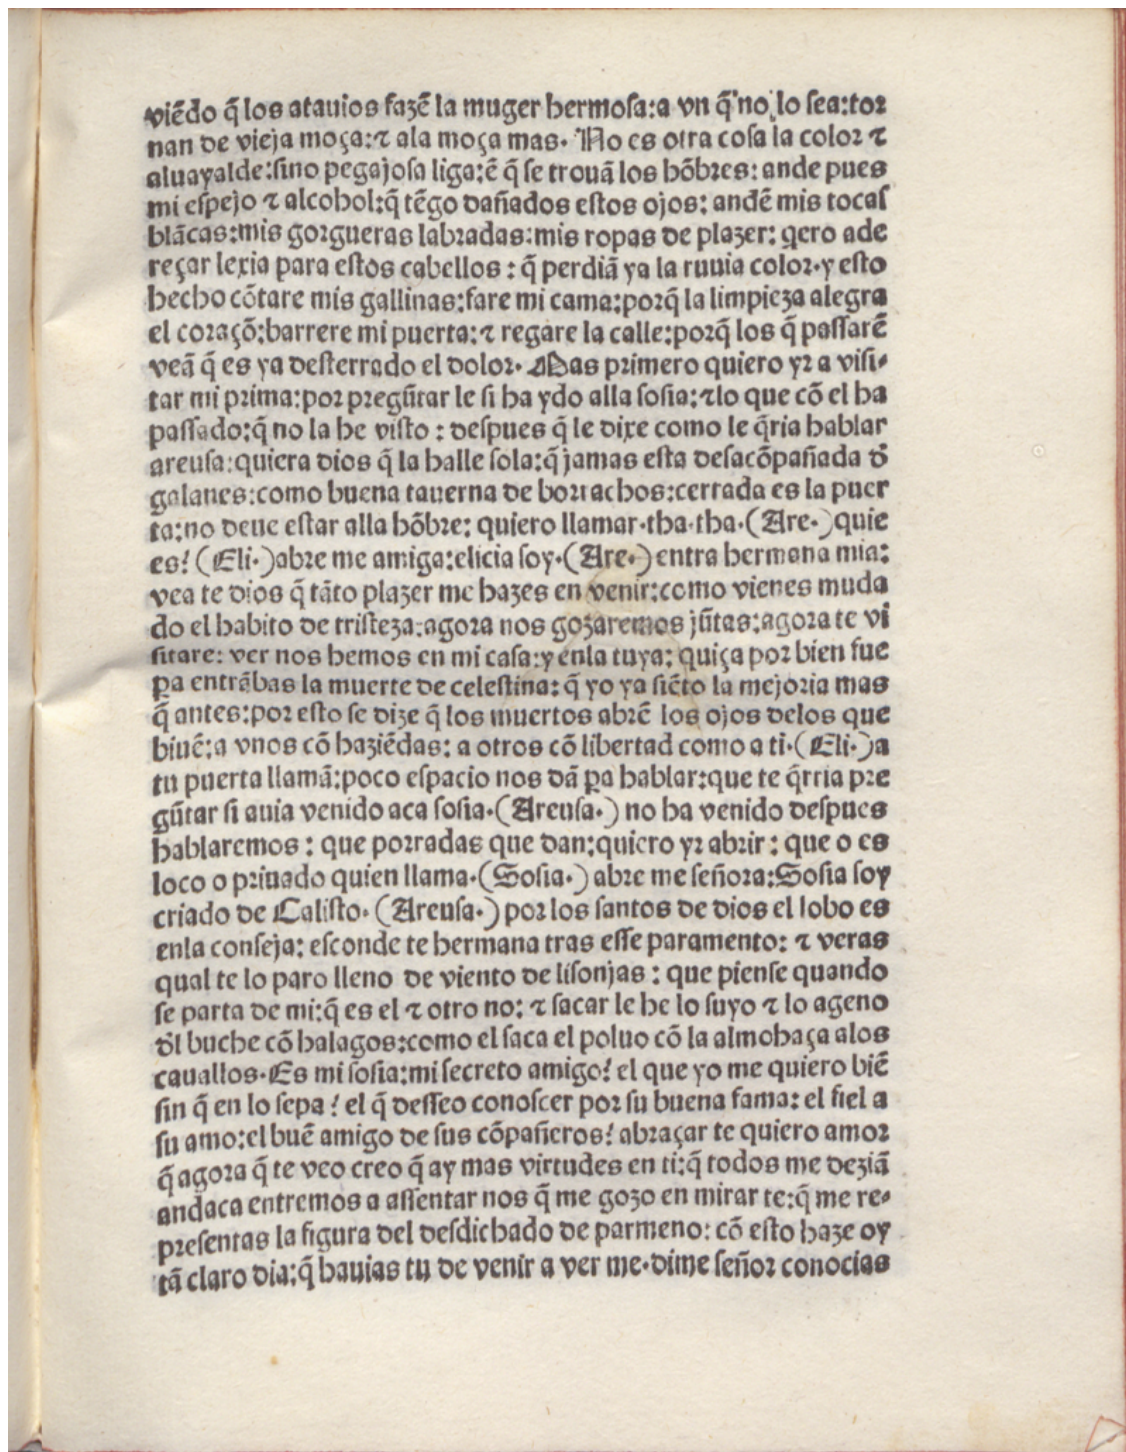 viẽdo q̃ los atauios fazẽ la muger hermosa:a vn q̃ no lo sea:tor
nan de vieja moça:⁊ ala moça mas. No es otra cosa la color ⁊
aluayalde:sino pegajosa liga:ẽ q̃ se trouã los hõbres: ande pues
mi espejo ⁊ alcohol:q̃ tẽgo dañados estos ojos: andẽ mis tocas
blãcas:mis gorgueras labradas:mis ropas de plazer: q̃ero ade
reçar lexia para estos cabellos : q̃ perdiã ya la ruuia color.y esto
hecho cõtare mis gallinas:fare mi cama:porq̃ la limpieza alegra
el coraçõ:barrere mi puerta:⁊ regare la calle:porq̃ los q̃ passarẽ
veã q̃ es ya desterrado el dolor. Mas primero quiero yr a visi-
tar mi prima:por pregũtar le si ha ydo alla sosia:⁊lo que cõ el ha
passado:q̃ no la he visto : despues q̃ le dixe como le q̃ria hablar
areusa:quiera dios q̃ la halle sola:q̃ jamas esta desacõpañada d̃
galanes:como buena tauerna de borrachos:cerrada es la puer
ta:no deue estar alla hõbre: quiero llamar.tha.tha.(Are.)quie
es?(Eli.)abre me amiga:elicia soy.(Are.)entra hermana mia:
vea te dios q̃ tãto plazer me hazes en venir:como vienes muda
do el habito de tristeza:agora nos gozaremos jũtas:agora te vi
sitare: ver nos hemos en mi casa:y enla tuya: quiça por bien fue
ꝑa entrãbas la muerte de celestina: q̃ yo ya siẽto la mejoria mas
q̃ antes:por esto se dize q̃ los muertos abrẽ los ojos delos que
biuẽ:a vnos cõ haziẽdas: a otros cõ libertad como a ti.(Eli.)a
tu puerta llamã:poco espacio nos dã ꝑa hablar:que te q̃rria pre
gũtar si auia venido aca sosia.(Areusa.) no ha venido despues
hablaremos : que porradas que dan:quiero yr abrir : que o es
loco o priuado quien llama.(Sosia.) abre me señora:Sosia soy
criado de Calisto. (Areusa.) por los santos de dios el lobo es
enla conseja: esconde te hermana tras esse paramento: ⁊ veras
qual te lo paro lleno de viento de lisonjas : que piense quando
se parta de mi:q̃ es el ⁊ otro no: ⁊ sacar le he lo suyo ⁊ lo ageno
d̃l buche cõ halagos:como el saca el poluo cõ la almohaça alos
cauallos.Es mi sosia:mi secreto amigo? el que yo me quiero biẽ
sin q̃ en lo sepa ? el q̃ desseo conoscer por su buena fama: el fiel a
su amo:el buẽ amigo de sus cõpañeros? abraçar te quiero amor
q̃ agora q̃ te veo creo q̃ ay mas virtudes en ti:q̃ todos me deziã
andaca entremos a assentar nos q̃ me gozo en mirar te:q̃ me re-
presentas la figura del desdichado de parmeno: cõ esto haze oy
tã claro dia:q̃ hauias tu de venir a ver me.dime señor conocias